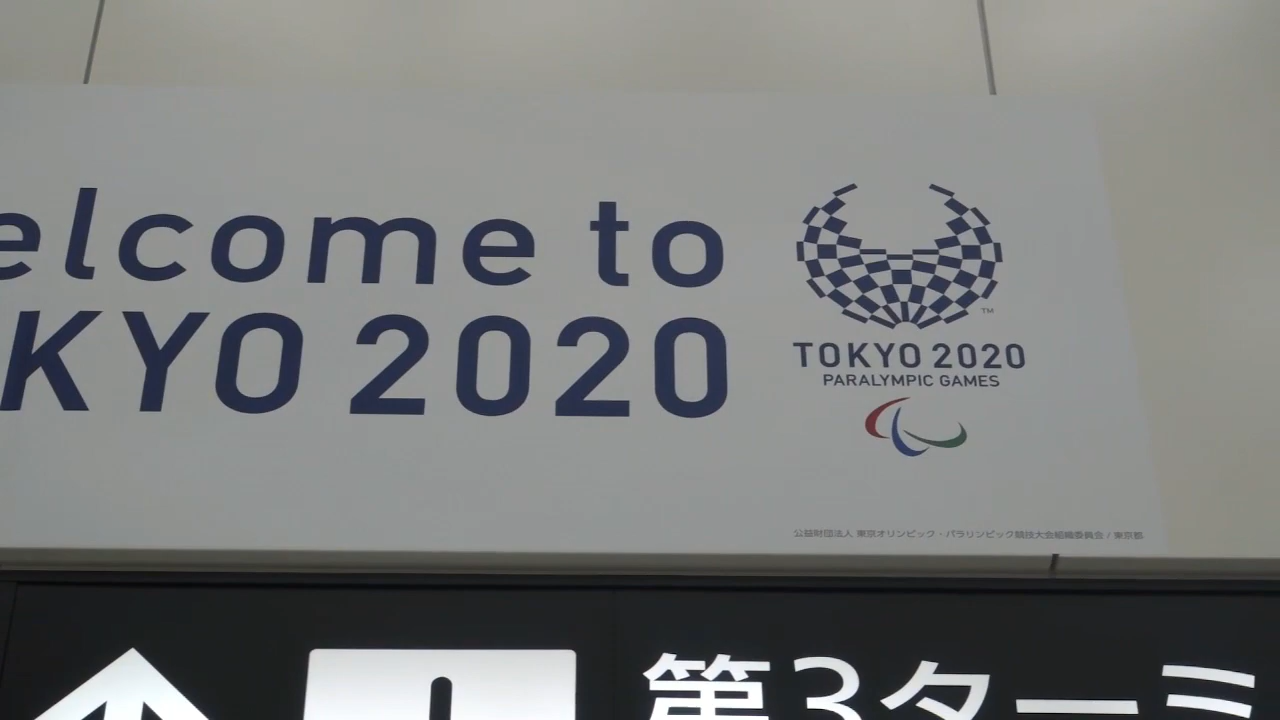 elcome to
KYO 2020
TM
TOKYO 2020
PARALYMPIC GAMES
公益財団法人 東京オリンピック・パラリンピック競技大会組織委員会 / 東京都
第3ターミ